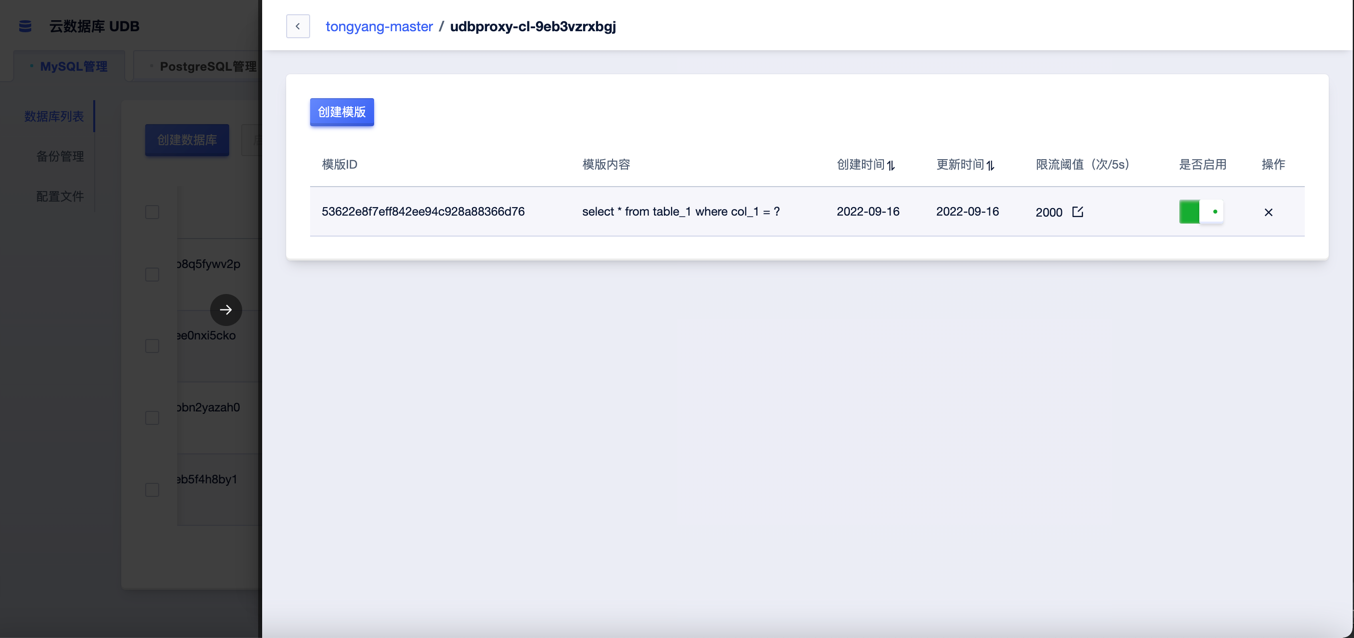 云数据库 UDB
tongyang-master / udbproxy-cl-9eb3vzrxbgj
MySQL管理
PostgreSQL管理
数据库列表
备份管理
配置文件
创建数据库
创建模版
模版ID 模版内容 创建时间 更新时间 限流阈值（次/5s） 是否启用 操作
53622e8f7eff842ee94c928a88366d76 select * from table_1 where col_1 = ? 2022-09-16 2022-09-16 2000
b8q5fywv2p
ee0nxi5cko
bbn2yazah0
eb5f4h8by1